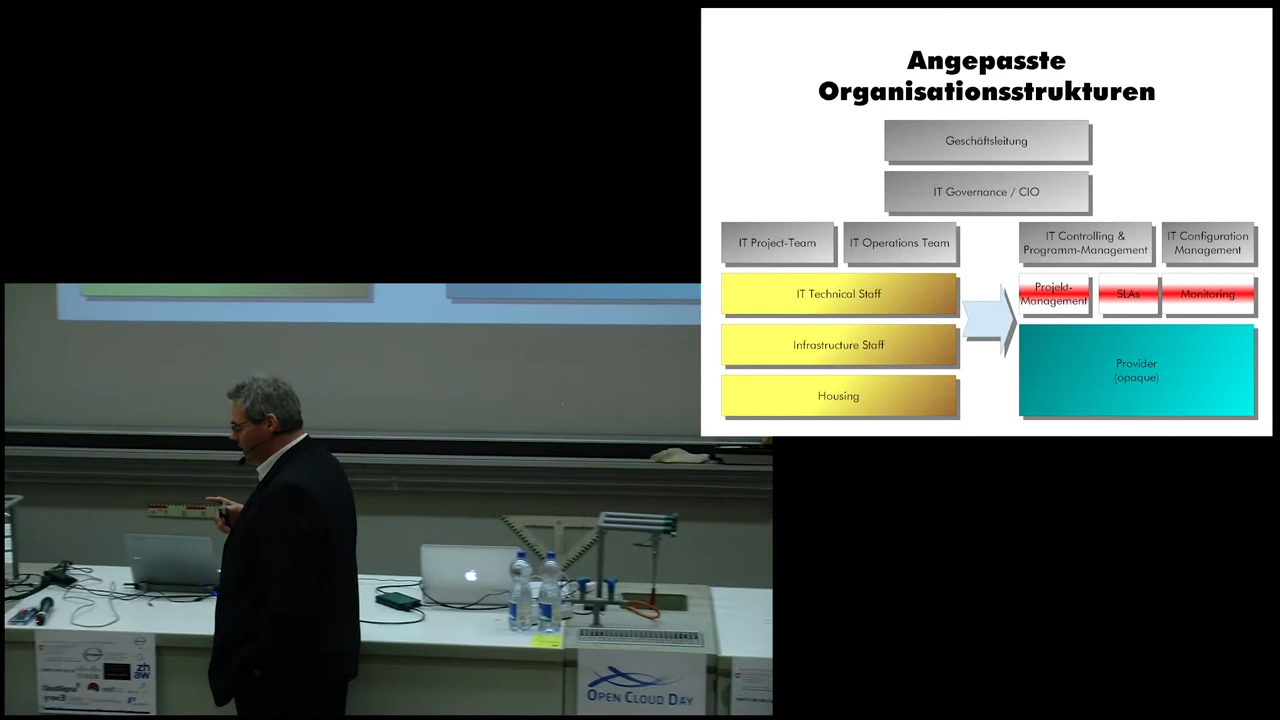 Angepasste
Organisationsstrukturen
Geschäftsleitung
IT Governance / CIO
IT Project-Team
IT Operations Team
IT Controlling &
Programm-Management
IT Configuration
Management
IT Technical Staff
Projekt-
Management
SLAs
Monitoring
Infrastructure Staff
Provider
(opaque)
Housing
zh
aw
CISCO
OPEN CLOUD DAY